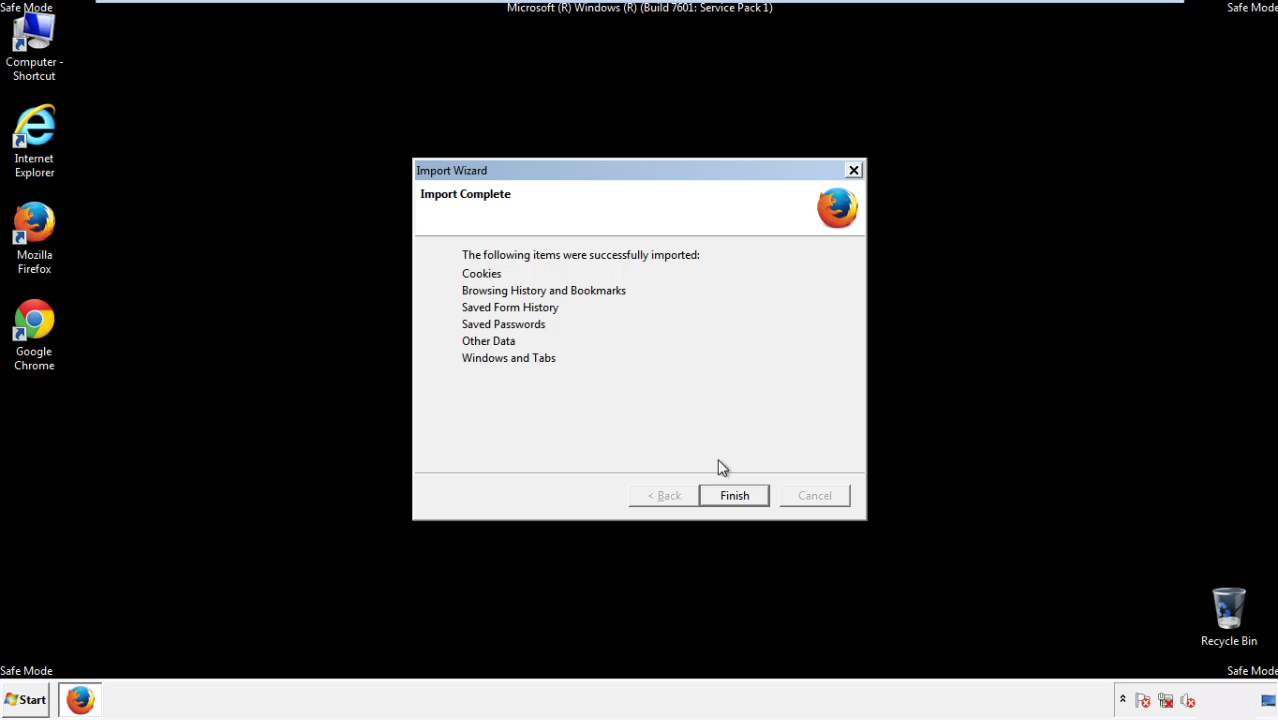 Safe Mode
Microsoft (R) Windows (R) (Build 7601: Service Pack 1)
Safe Mode
Computer -
Shortcut
Internet
Explorer
Mozilla
Firefox
Google
Chrome
Import Wizard
Import Complete
The following items were successfully imported:
Cookies
Browsing History and Bookmarks
Saved Form History
Saved Passwords
Other Data
Windows and Tabs
< Back
Finish
Cancel
Recycle Bin
Safe Mode
Safe Mode
Start